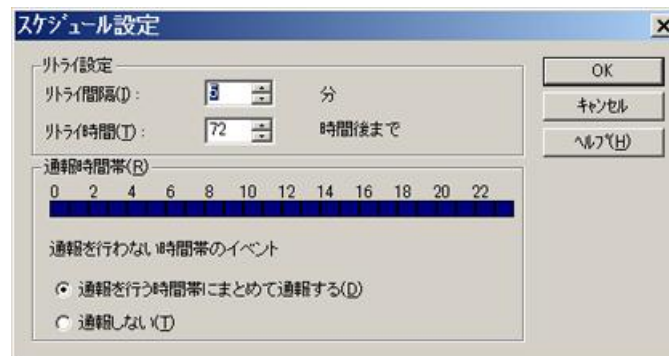 スケジュール設定
リトライ設定
リトライ間隔(I):
5
分
リトライ時間(T):
72
時間後まで
通報時間帯(R)
0 2 4 6 8 10 12 14 16 18 20 22
通報を行わない時間帯のイベント
通報を行う時間帯にまとめて通報する(D)
通報しない(T)
OK
キャンセル
ヘルプ(H)